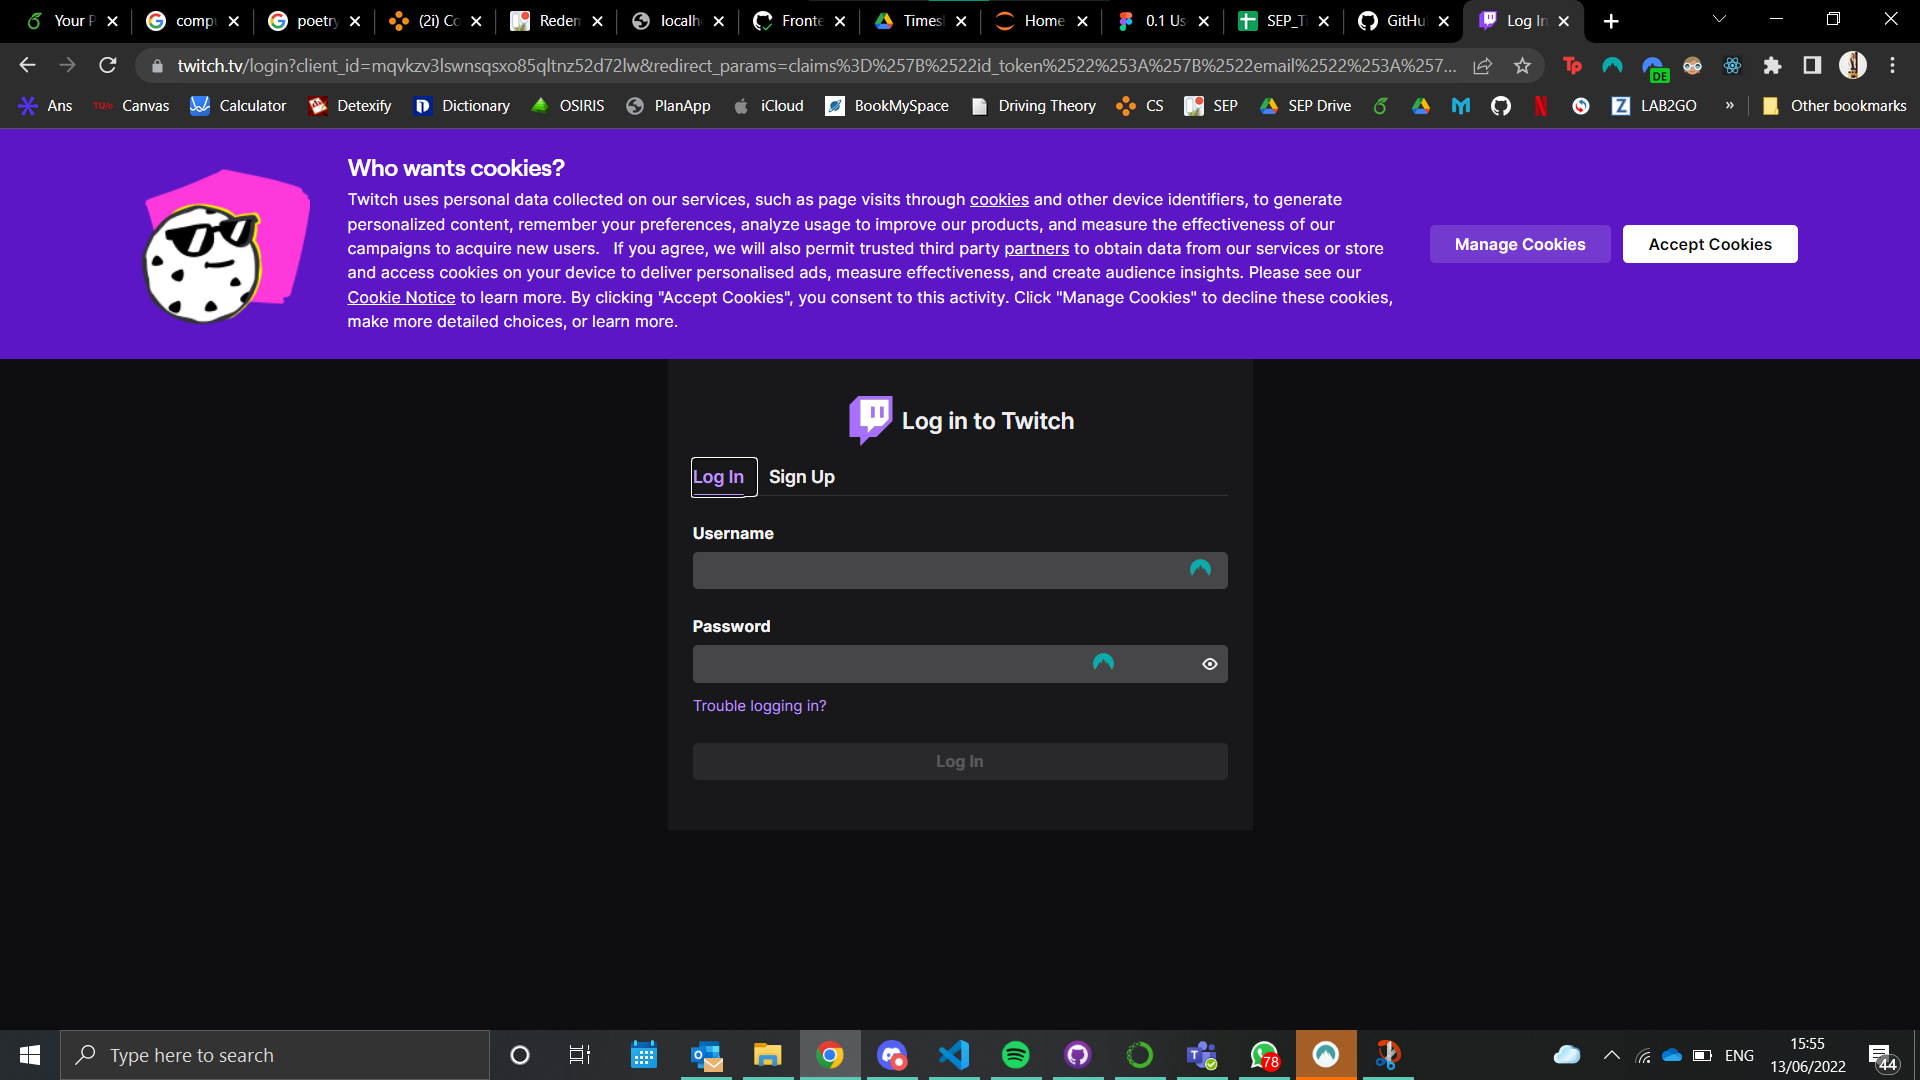 Your P
compu
poetry
(2i) Co
Redem
localho
Fronte
Timesh
Home
0.1 Us
SEP_Ti
GitHu
Log In
twitch.tv/login?client_id=mqvkzv3lswnsqsxo85qltnz52d72lw&redirect_params=claims%3D%257B%2522id_token%2522%253A%257B%2522email%2522%253A%257...
DE
Ans
TU/e Canvas
Calculator
Detexify
Dictionary
OSIRIS
PlanApp
iCloud
BookMySpace
Driving Theory
CS
SEP
SEP Drive
LAB2GO
»
Other bookmarks
Who wants cookies?
Twitch uses personal data collected on our services, such as page visits through cookies and other device identifiers, to generate
personalized content, remember your preferences, analyze usage to improve our products, and measure the effectiveness of our
campaigns to acquire new users. If you agree, we will also permit trusted third party partners to obtain data from our services or store
and access cookies on your device to deliver personalised ads, measure effectiveness, and create audience insights. Please see our
Cookie Notice to learn more. By clicking "Accept Cookies", you consent to this activity. Click "Manage Cookies" to decline these cookies,
make more detailed choices, or learn more.
Manage Cookies
Accept Cookies
Log in to Twitch
Log In
Sign Up
Username
Password
Trouble logging in?
Log In
Type here to search
78
ENG
15:55
13/06/2022
44